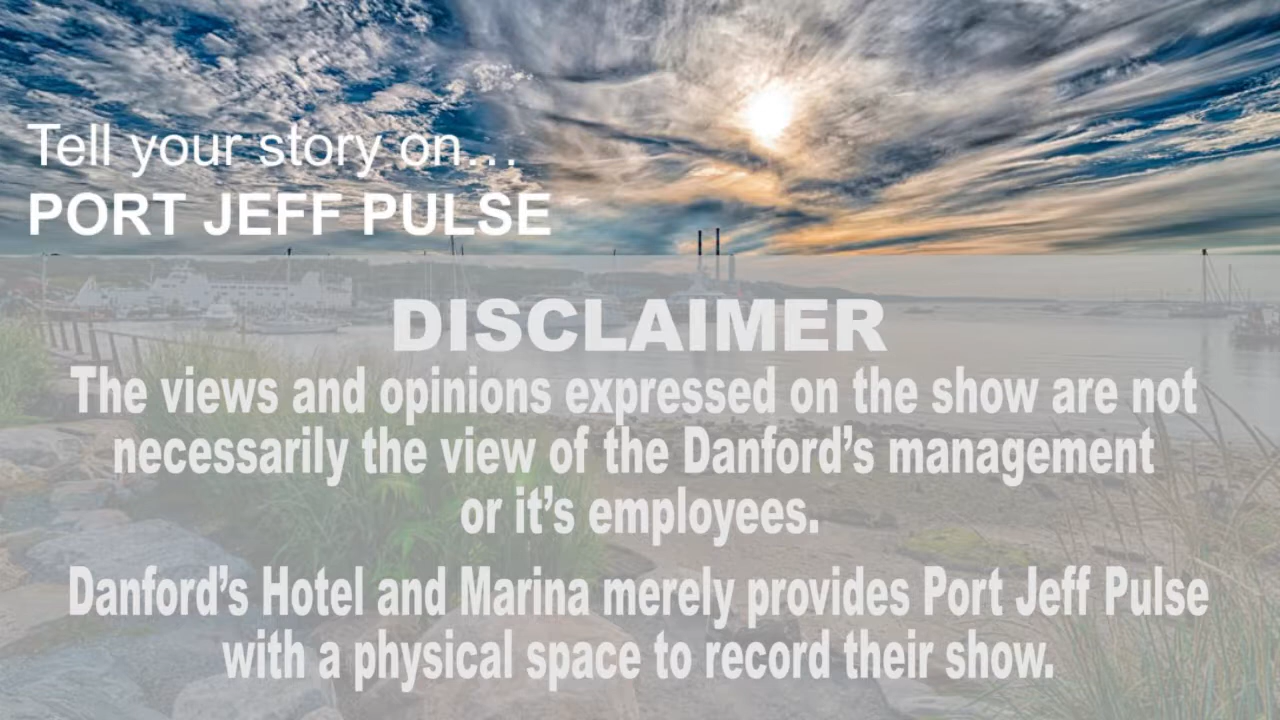 Tell your story on…
PORT JEFF PULSE
DISCLAIMER
The views and opinions expressed on the show are not
necessarily the view of the Danford’s management
or it’s employees.
Danford’s Hotel and Marina merely provides Port Jeff Pulse
with a physical space to record their show.